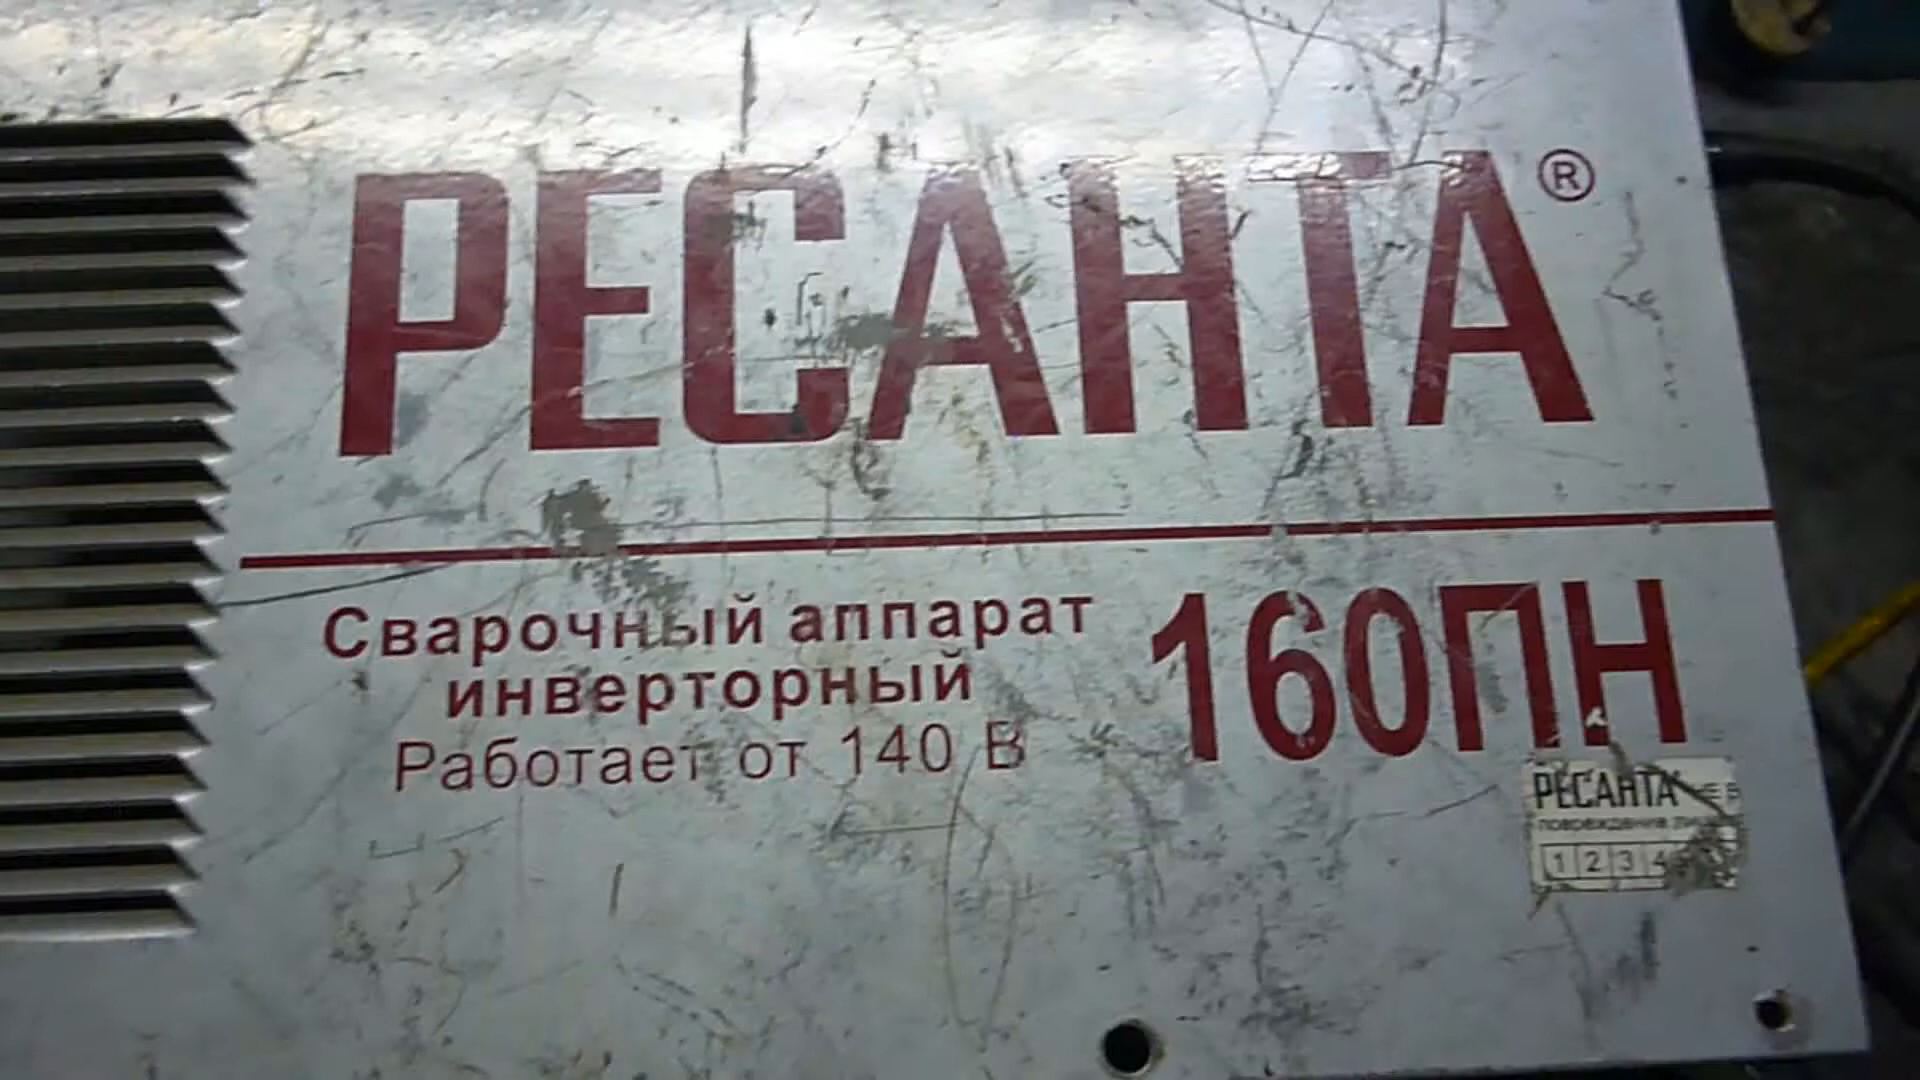 РЕСАНТА®
Сварочный аппарат
инверторный
Работает от 140 В
160ПН
РЕСАНТА
1 2 3 4